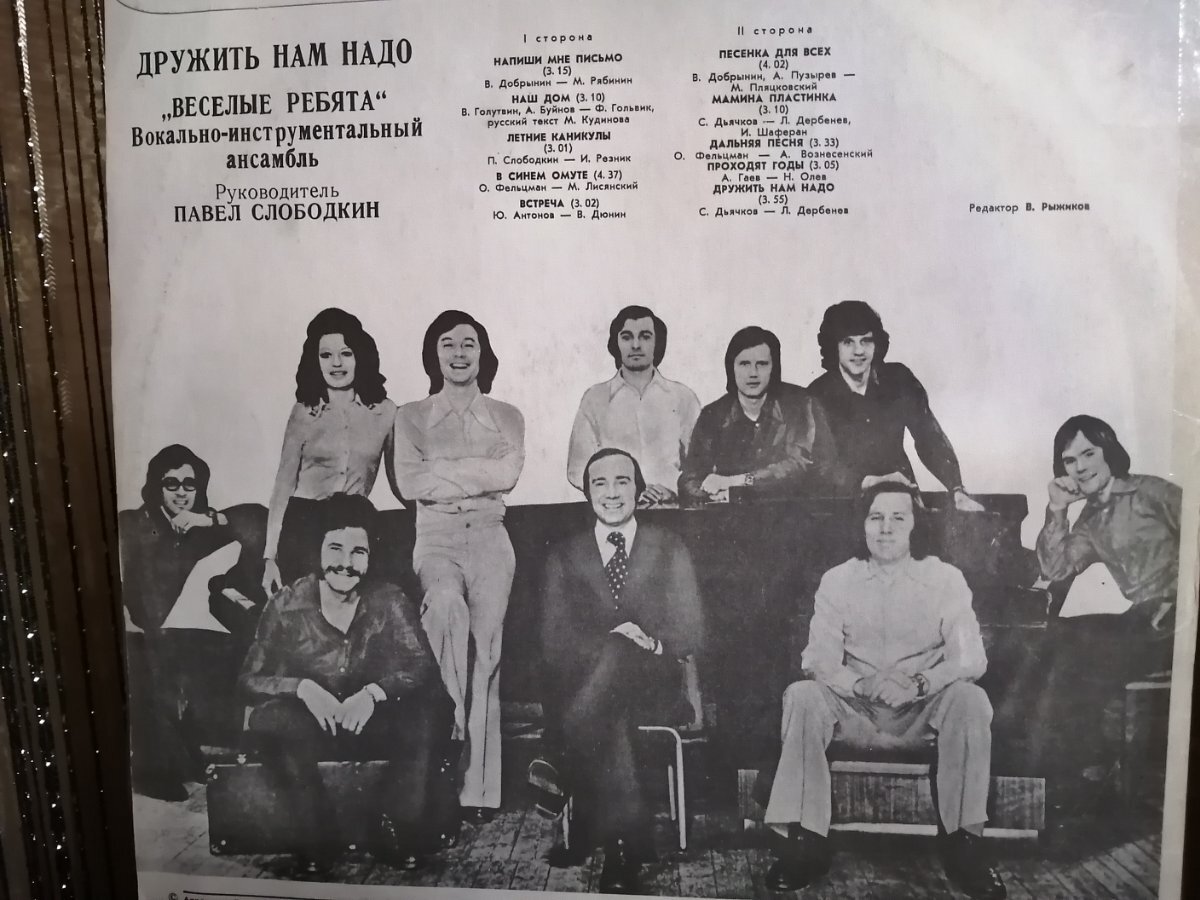 ДРУЖИТЬ НАМ НАДО
„ВЕСЕЛЫЕ РЕБЯТА“
Вокально-инструментальный
ансамбль
Руководитель
ПАВЕЛ СЛОБОДКИН
I сторона
НАПИШИ МНЕ ПИСЬМО
(3.15)
В. Добрынин — М. Рябинин
НАШ ДОМ (3.10)
В. Голутвин, А. Буйнов — Ф. Гольвик,
русский текст М. Кудинова
ЛЕТНИЕ КАНИКУЛЫ
(3.01)
П. Слободкин — И. Резник
В СИНЕМ ОМУТЕ (4.37)
О. Фельцман — М. Лисянский
ВСТРЕЧА (3.02)
Ю. Антонов — В. Дюнин
II сторона
ПЕСЕНКА ДЛЯ ВСЕХ
(4.02)
В. Добрынин, А. Пузырев —
М. Пляцковский
МАМИНА ПЛАСТИНКА
(3.10)
С. Дьячков — Л. Дербенев,
И. Шаферан
ДАЛЬНЯЯ ПЕСНЯ (3.33)
О. Фельцман — А. Вознесенский
ПРОХОДЯТ ГОДЫ (3.05)
А. Гаев — Н. Олев
ДРУЖИТЬ НАМ НАДО
(3.55)
С. Дьячков — Л. Дербенев
Редактор В. Рыжиков
©